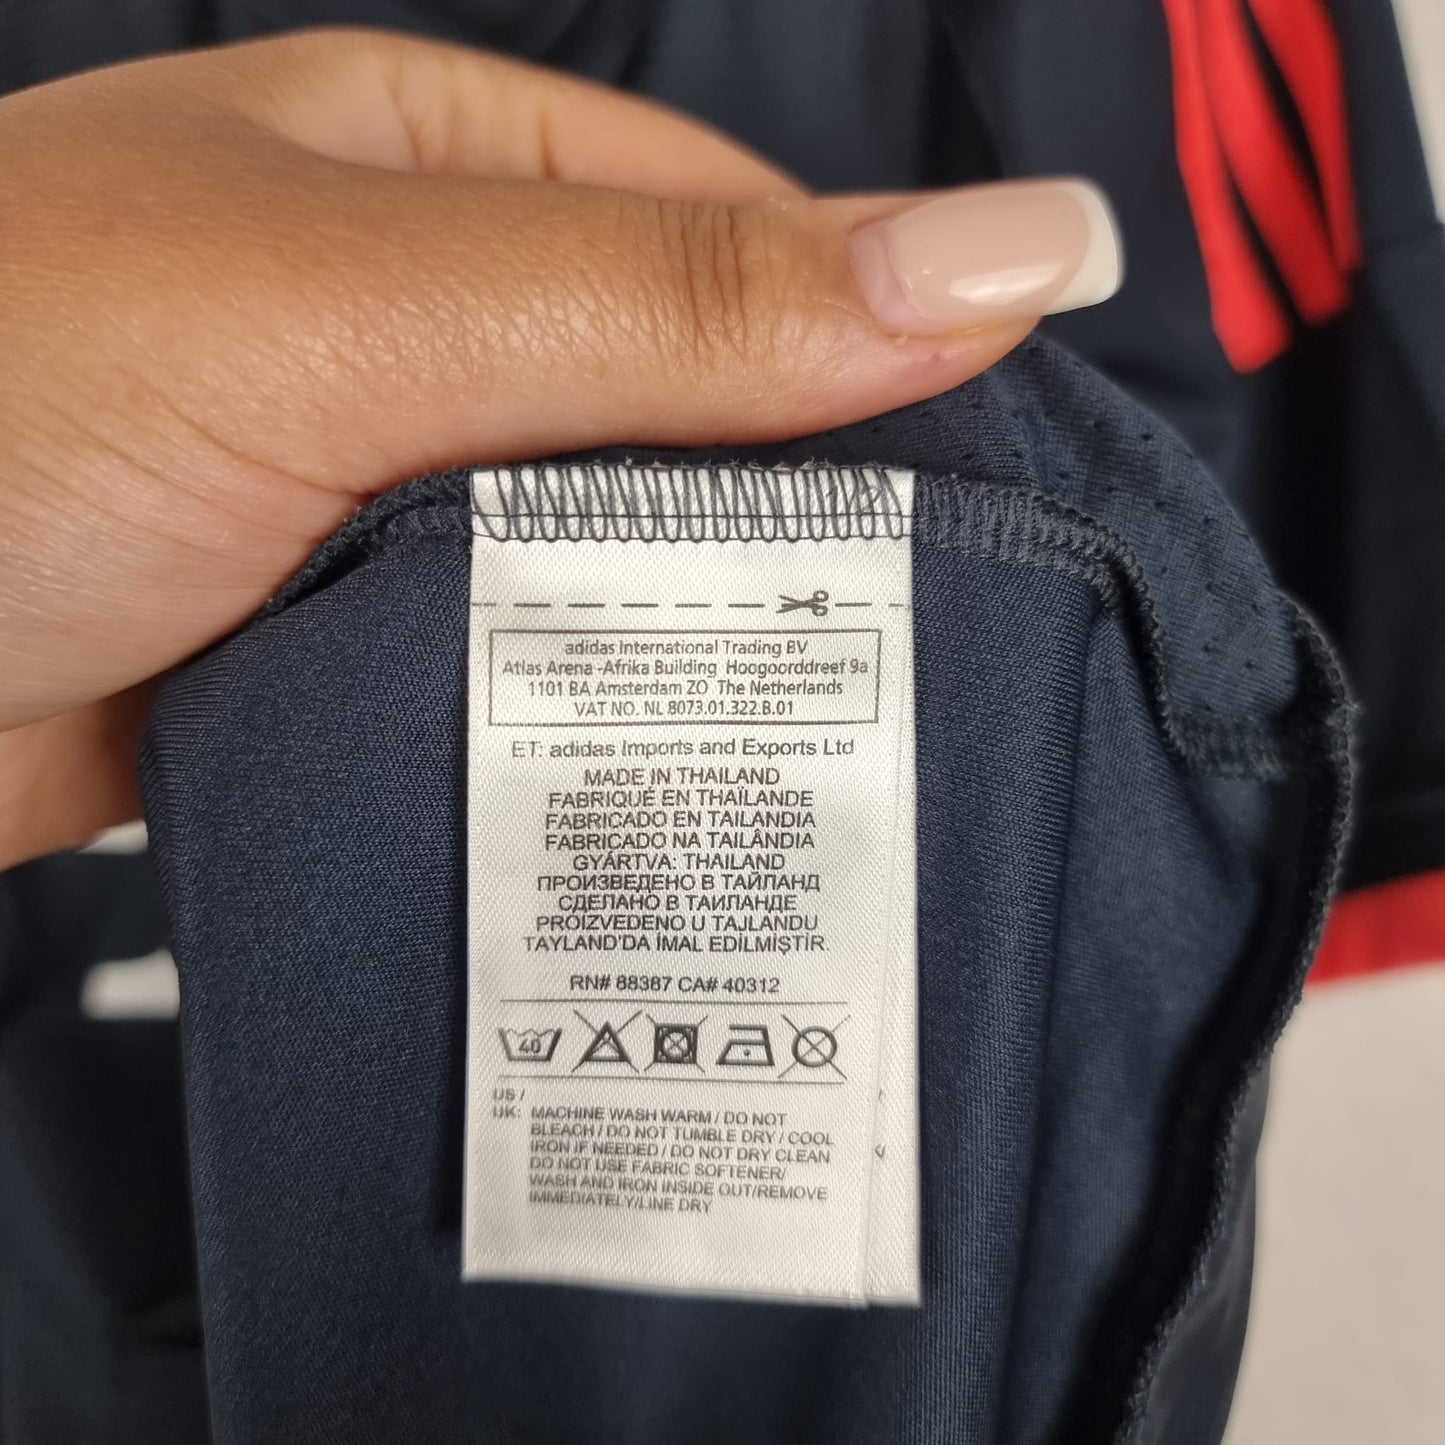 1/2
adidas International Trading BV
Atlas Arena -Afrika Building Hoogoorddreef 9a
1101 BA Amsterdam ZO The Netherlands
VAT NO. NL 8073.01.322.B.01
ET: adidas Imports and Exports Ltd
MADE IN THAILAND
FABRIQUÉ EN THAÏLANDE
FABRICADO EN TAILANDIA
FABRICADO NA TAILÂNDIA
GYÁRTVA: THAILAND
ПРОИЗВЕДЕНО В ТАЙЛАНД
СДЕЛАНО В ТАИЛАНДЕ
PROIZVEDENO U TAJLANDU
TAYLAND'DA İMAL EDİLMİŞTİR.
RN# 88387 CA# 40312
40
US /
UK: MACHINE WASH WARM / DO NOT
BLEACH / DO NOT TUMBLE DRY / COOL
IRON IF NEEDED / DO NOT DRY CLEAN
DO NOT USE FABRIC SOFTENER/
WASH AND IRON INSIDE OUT/REMOVE
IMMEDIATELY/LINE DRY